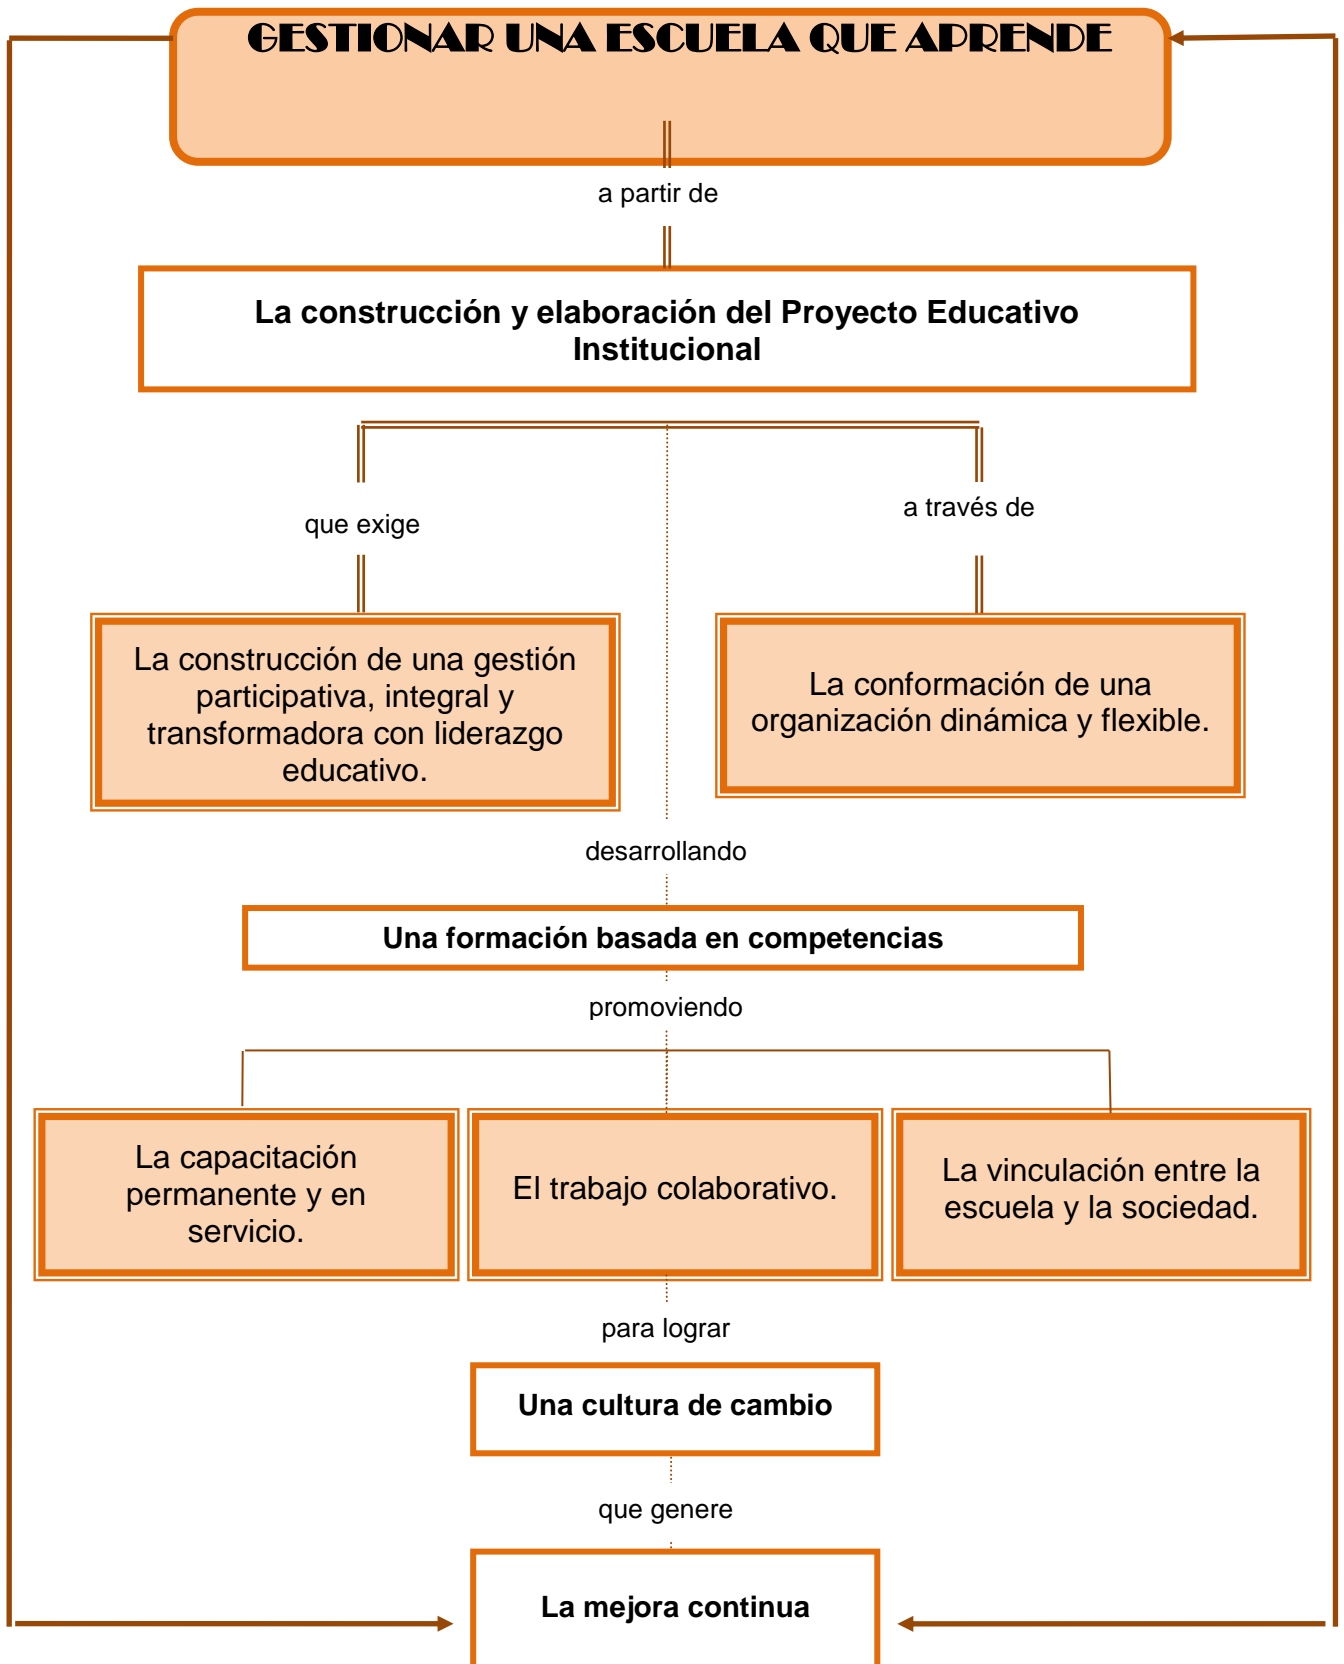 GESTIONAR UNA ESCUELA QUE APRENDE
a partir de
La construcción y elaboración del Proyecto Educativo
Institucional
que exige
a través de
La construcción de una gestión
participativa, integral y
transformadora con liderazgo
educativo.
La conformación de una
organización dinámica y flexible.
desarrollando
Una formación basada en competencias
promoviendo
La capacitación
permanente y en
servicio.
El trabajo colaborativo.
La vinculación entre la
escuela y la sociedad.
para lograr
Una cultura de cambio
que genere
La mejora continua